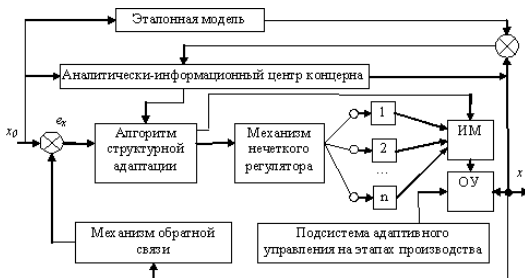 Эталонная модель
Аналитически-информационный центр концерна
x₀
eₓ
Алгоритм
структурной
адаптации
Механизм
нечеткого
регулятора
1
2
...
n
ИМ
ОУ
x
Механизм обратной
связи
Подсистема адаптивного
управления на этапах производства